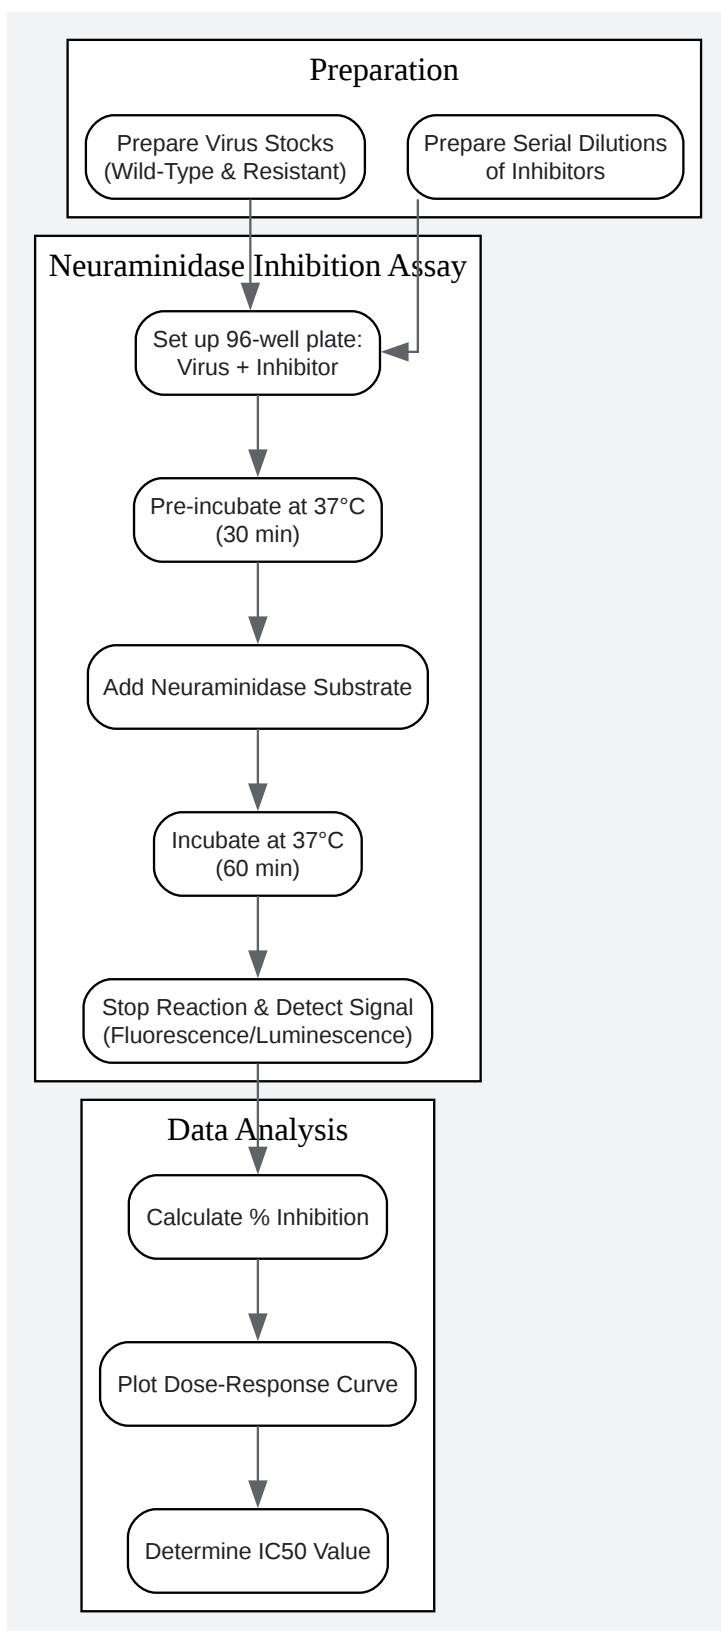 Preparation
Prepare Virus Stocks
(Wild-Type & Resistant)
Prepare Serial Dilutions
of Inhibitors
Neuraminidase Inhibition Assay
Set up 96-well plate:
Virus + Inhibitor
Pre-incubate at 37°C
(30 min)
Add Neuraminidase Substrate
Incubate at 37°C
(60 min)
Stop Reaction & Detect Signal
(Fluorescence/Luminescence)
Data Analysis
Calculate % Inhibition
Plot Dose-Response Curve
Determine IC50 Value